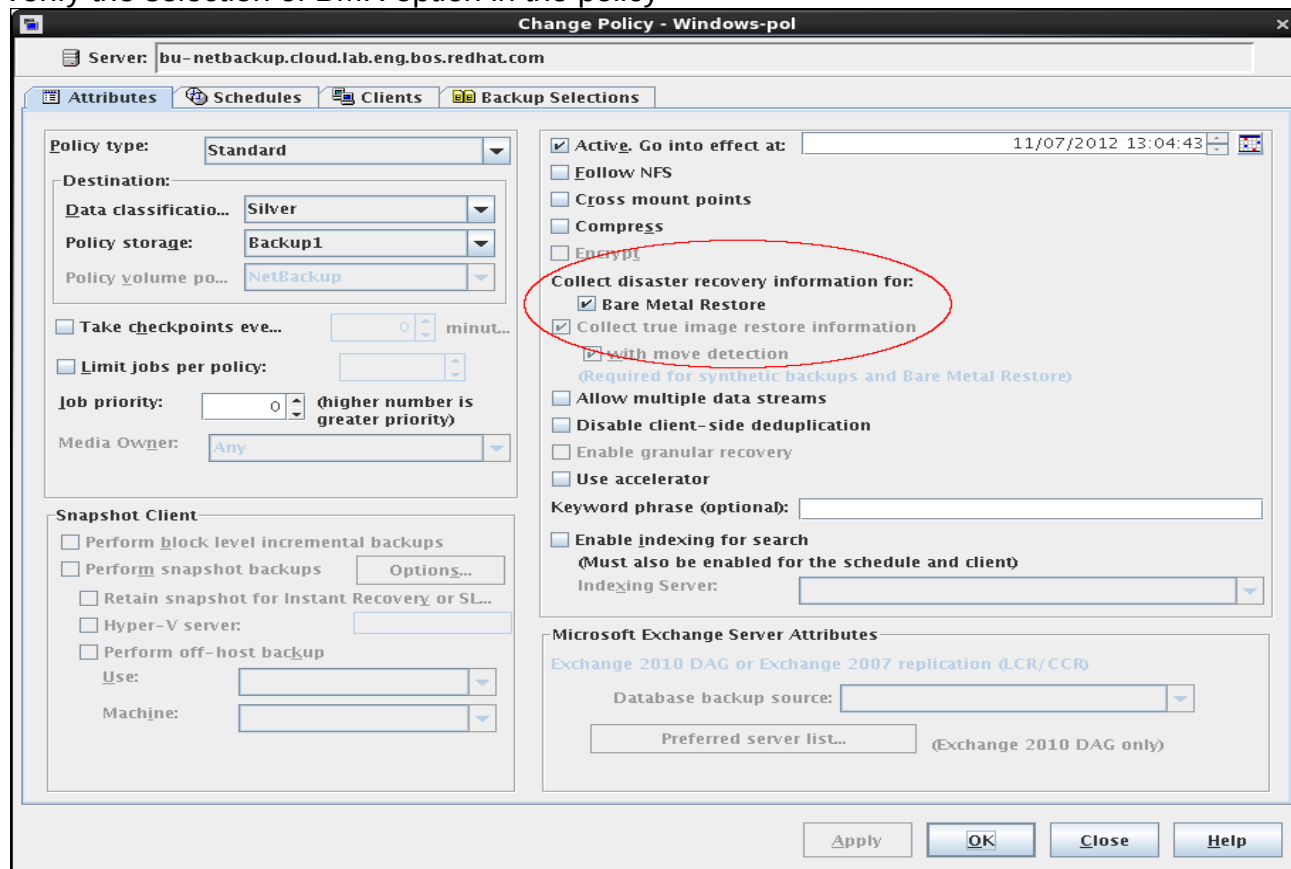 verify the selection of BMR option in the policy
Change Policy - Windows-pol
Server: bu-netbackup.cloud.lab.eng.bos.redhat.com
Attributes Schedules Clients Backup Selections
Policy type: Standard
Destination:
Data classificatio... Silver
Policy storage: Backup1
Policy volume po... NetBackup
Take checkpoints eve... 0 minut...
Limit jobs per policy:
Job priority: 0 (higher number is
greater priority)
Media Owner: Any
Snapshot Client
Perform block level incremental backups
Perform snapshot backups Options...
Retain snapshot for Instant Recovery or SL...
Hyper-V server:
Perform off-host backup
Use:
Machine:
Active. Go into effect at: 11/07/2012 13:04:43
Follow NFS
Cross mount points
Compress
Encrypt
Collect disaster recovery information for:
Bare Metal Restore
Collect true image restore information
with move detection
(Required for synthetic backups and Bare Metal Restore)
Allow multiple data streams
Disable client-side deduplication
Enable granular recovery
Use accelerator
Keyword phrase (optional):
Enable indexing for search
(Must also be enabled for the schedule and client)
Indexing Server:
Microsoft Exchange Server Attributes
Exchange 2010 DAG or Exchange 2007 replication (LCR/CCR)
Database backup source:
Preferred server list... (Exchange 2010 DAG only)
Apply OK Close Help